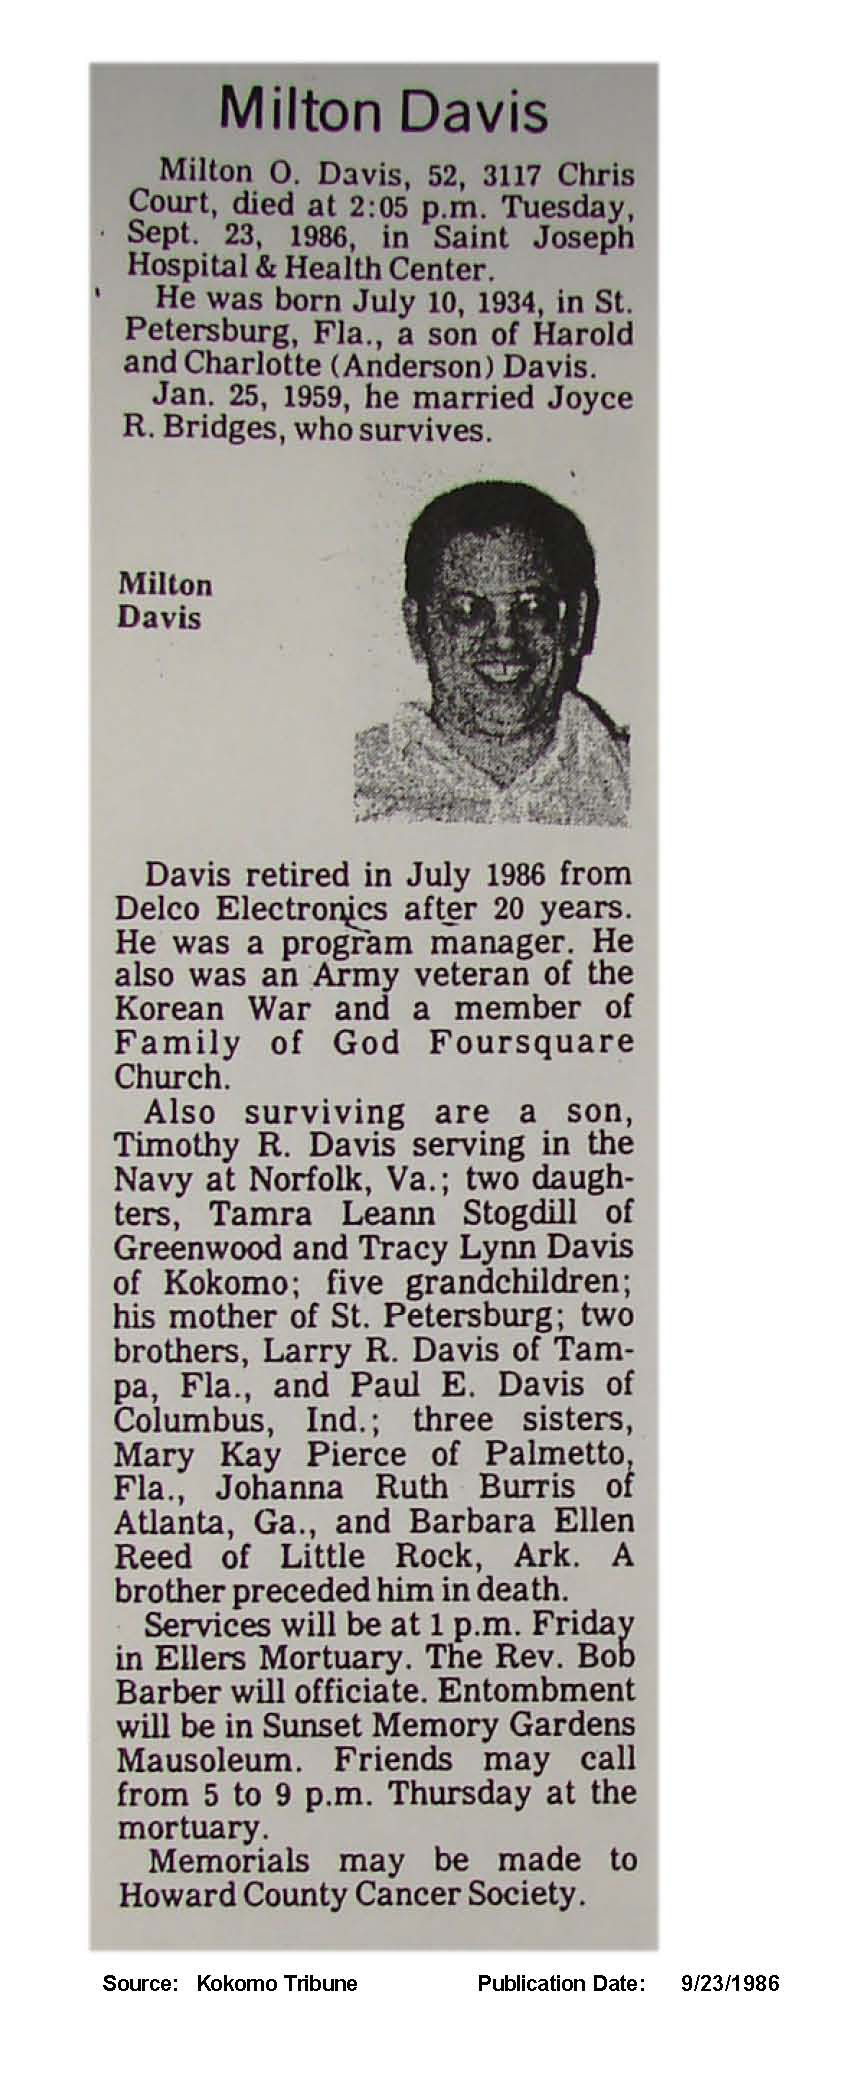 Milton Davis
Milton O. Davis, 52, 3117 Chris
Court, died at 2:05 p.m. Tuesday,
Sept. 23, 1986, in Saint Joseph
Hospital & Health Center.
He was born July 10, 1934, in St.
Petersburg, Fla., a son of Harold
and Charlotte (Anderson) Davis.
Jan. 25, 1959, he married Joyce
R. Bridges, who survives.
Milton
Davis
Davis retired in July 1986 from
Delco Electronics after 20 years.
He was a program manager. He
also was an Army veteran of the
Korean War and a member of
Family of God Foursquare
Church.
Also surviving are a son,
Timothy R. Davis serving in the
Navy at Norfolk, Va.; two daugh-
ters, Tamra Leann Stogdill of
Greenwood and Tracy Lynn Davis
of Kokomo; five grandchildren;
his mother of St. Petersburg; two
brothers, Larry R. Davis of Tam-
pa, Fla., and Paul E. Davis of
Columbus, Ind.; three sisters,
Mary Kay Pierce of Palmetto,
Fla., Johanna Ruth Burris of
Atlanta, Ga., and Barbara Ellen
Reed of Little Rock, Ark. A
brother preceded him in death.
Services will be at 1 p.m. Friday
in Ellers Mortuary. The Rev. Bob
Barber will officiate. Entombment
will be in Sunset Memory Gardens
Mausoleum. Friends may call
from 5 to 9 p.m. Thursday at the
mortuary.
Memorials may be made to
Howard County Cancer Society.
Source: Kokomo Tribune Publication Date: 9/23/1986